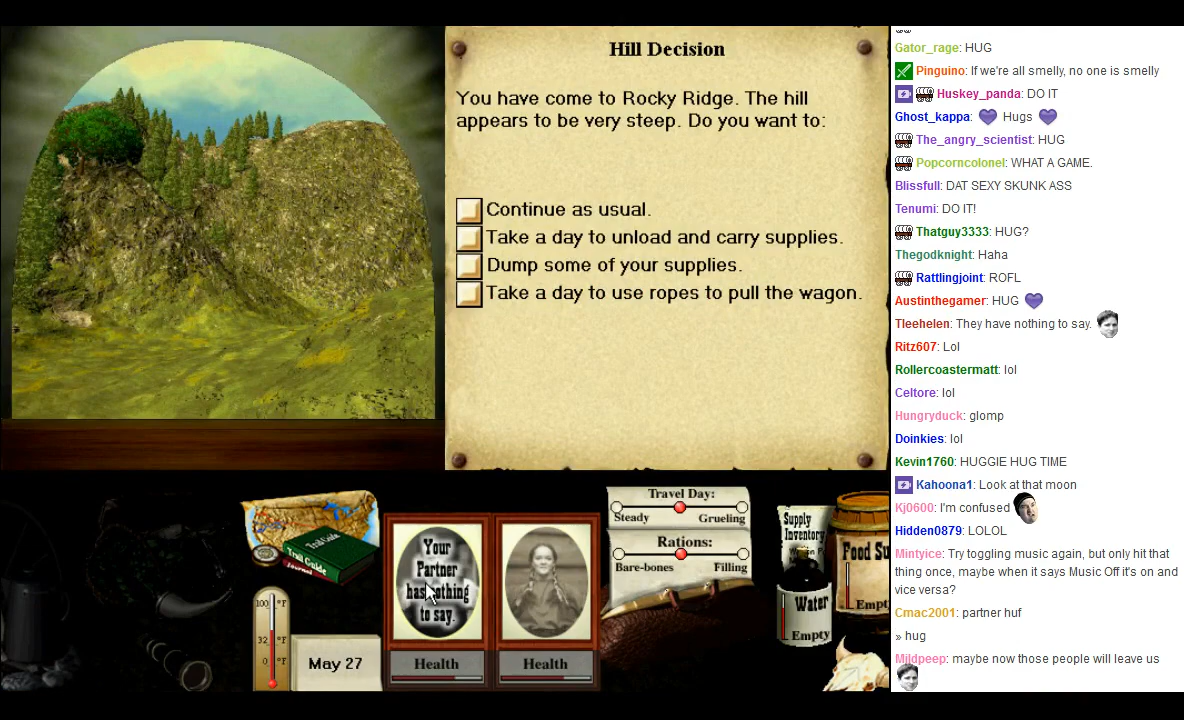 Hill Decision
You have come to Rocky Ridge. The hill
appears to be very steep. Do you want to:
Continue as usual.
Take a day to unload and carry supplies.
Dump some of your supplies.
Take a day to use ropes to pull the wagon.
Trail Guide
Journal
100 °F
32 °F
0 °F
May 27
Your
Partner
has
to say.
Health
Health
Travel Day:
Steady Grueling
Rations:
Bare-bones Filling
Supply
Inventory
Water
Empty
Food
Empt
Gator_rage: HUG
Pinguino: If we're all smelly, no one is smelly
Huskey_panda: DO IT
Ghost_kappa: Hugs
The_angry_scientist: HUG
Popcorncolonel: WHAT A GAME.
Blissfull: DAT SEXY SKUNK ASS
Tenumi: DO IT!
Thatguy3333: HUG?
Thegodknight: Haha
Rattlingjoint: ROFL
Austinthegamer: HUG
Tleehelen: They have nothing to say.
Ritz607: Lol
Rollercoastermatt: lol
Celtore: lol
Hungryduck: glomp
Doinkies: lol
Kevin1760: HUGGIE HUG TIME
Kahoona1: Look at that moon
Kj0600: I'm confused
Hidden0879: LOLOL
Mintyice: Try toggling music again, but only hit that
thing once, maybe when it says Music Off it's on and
vice versa?
Cmac2001: partner huf
» hug
Mildpeep: maybe now those people will leave us